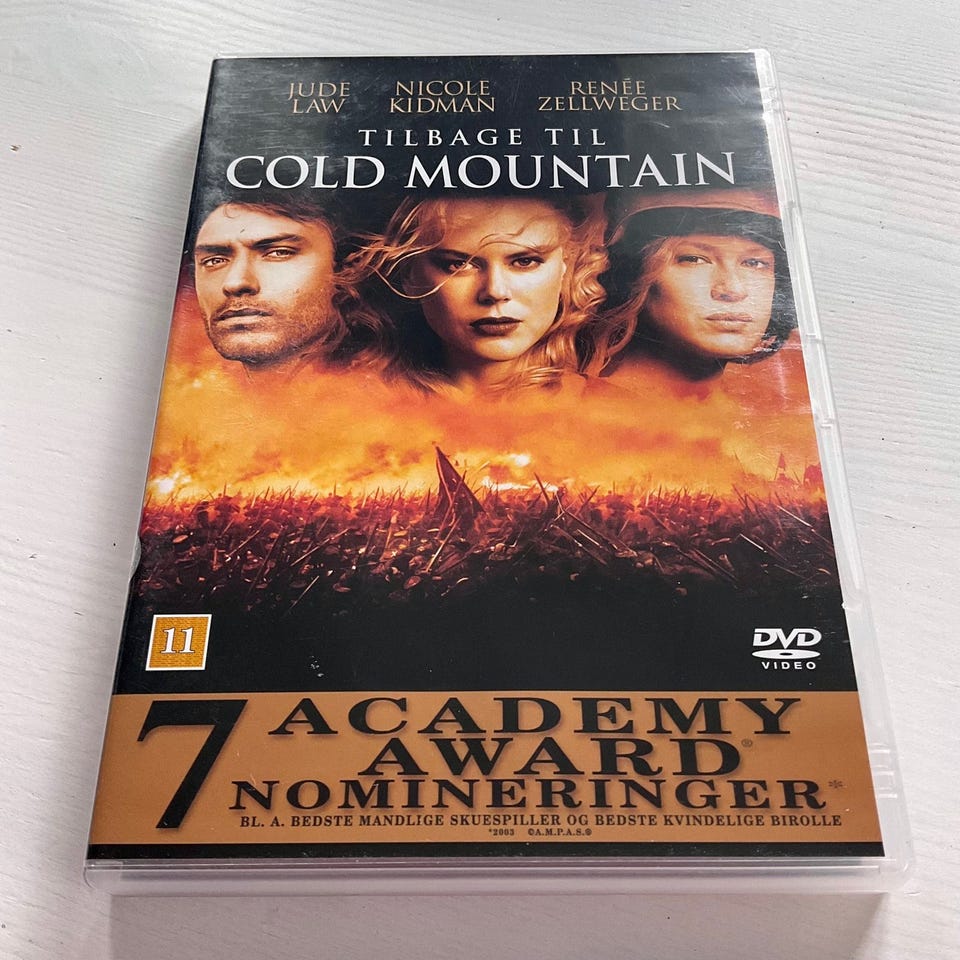 JUDE LAW
NICOLE KIDMAN
RENÉE ZELLWEGER
TILBAGE TIL
COLD MOUNTAIN
11
DVD
VIDEO
7 ACADEMY
AWARD®
NOMINERINGER*
BL. A. BEDSTE MANDLIGE SKUESPILLER OG BEDSTE KVINDELIGE BIROLLE
*2003 ©A.M.P.A.S.®